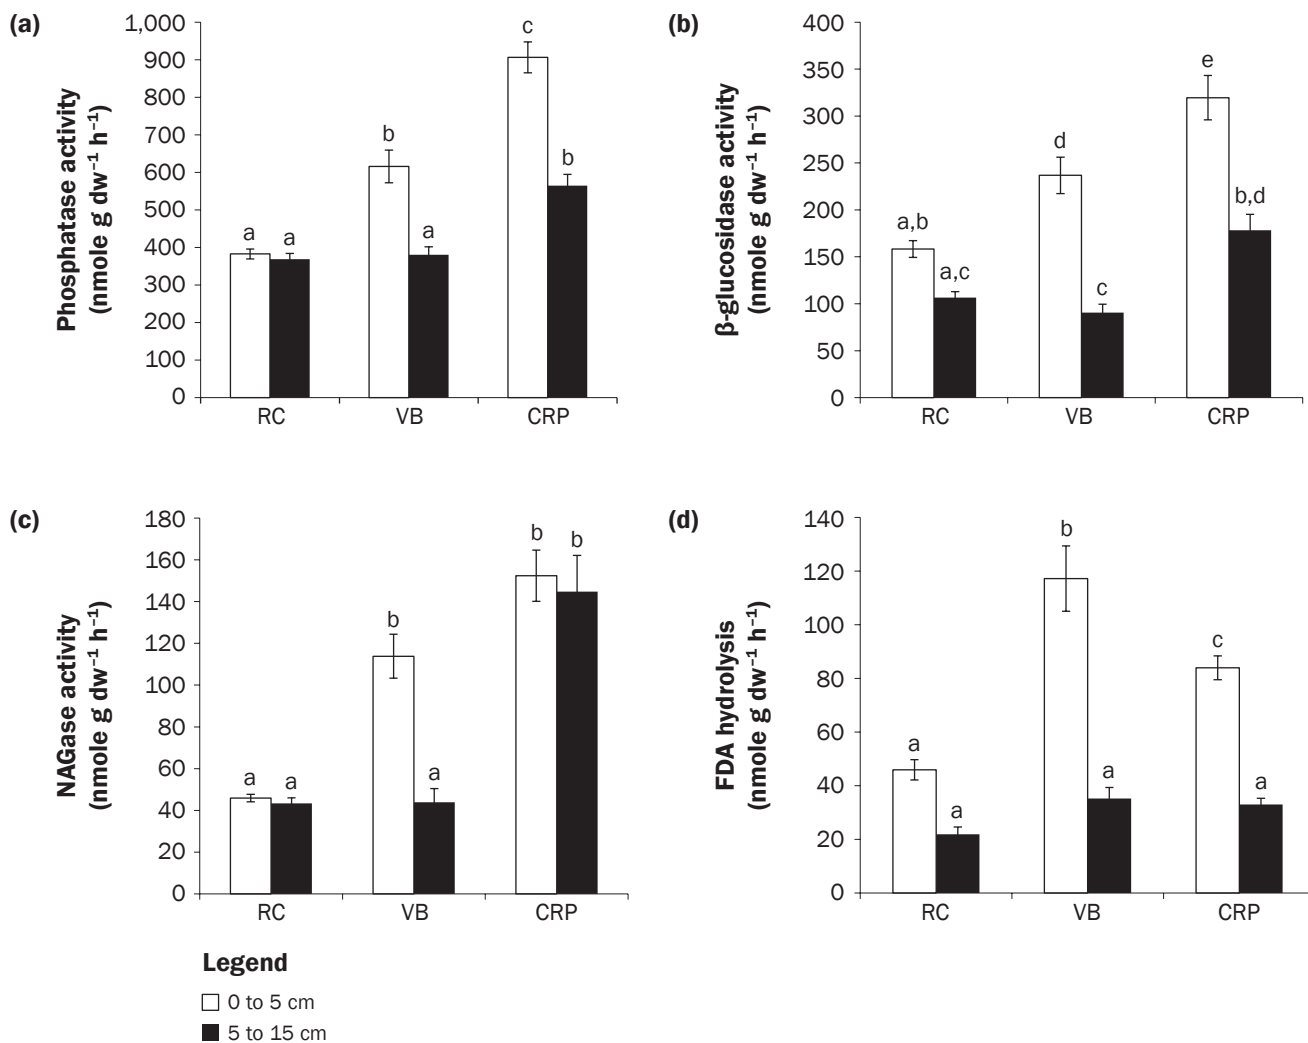 (a)
Phosphatase activity
(nmole g dw⁻¹ h⁻¹)
1,000
900
800
700
600
500
400
300
200
100
0
a
a
b
a
c
b
RC
VB
CRP
(b)
β-glucosidase activity
(nmole g dw⁻¹ h⁻¹)
400
350
300
250
200
150
100
50
0
a,b
a,c
d
c
e
b,d
RC
VB
CRP
(c)
NAGase activity
(nmole g dw⁻¹ h⁻¹)
180
160
140
120
100
80
60
40
20
0
a
a
b
a
b
b
RC
VB
CRP
(d)
FDA hydrolysis
(nmole g dw⁻¹ h⁻¹)
140
120
100
80
60
40
20
0
a
a
b
a
c
a
RC
VB
CRP
Legend
0 to 5 cm
5 to 15 cm